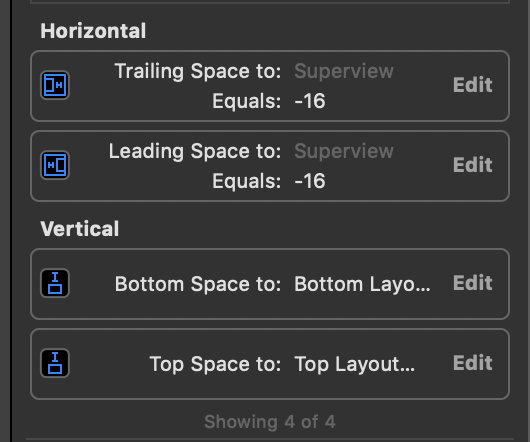 Horizontal
Trailing Space to: Superview
Equals: -16
Edit
Leading Space to: Superview
Equals: -16
Edit
Vertical
Bottom Space to: Bottom Layo...
Edit
Top Space to: Top Layout...
Edit
Showing 4 of 4